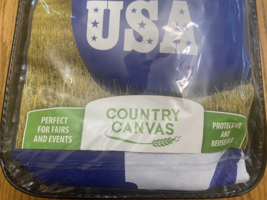 USA
COUNTRY
CANVAS
PERFECT
FOR FAIRS
AND EVENTS
PROTECTIVE
AND
REUSABLE